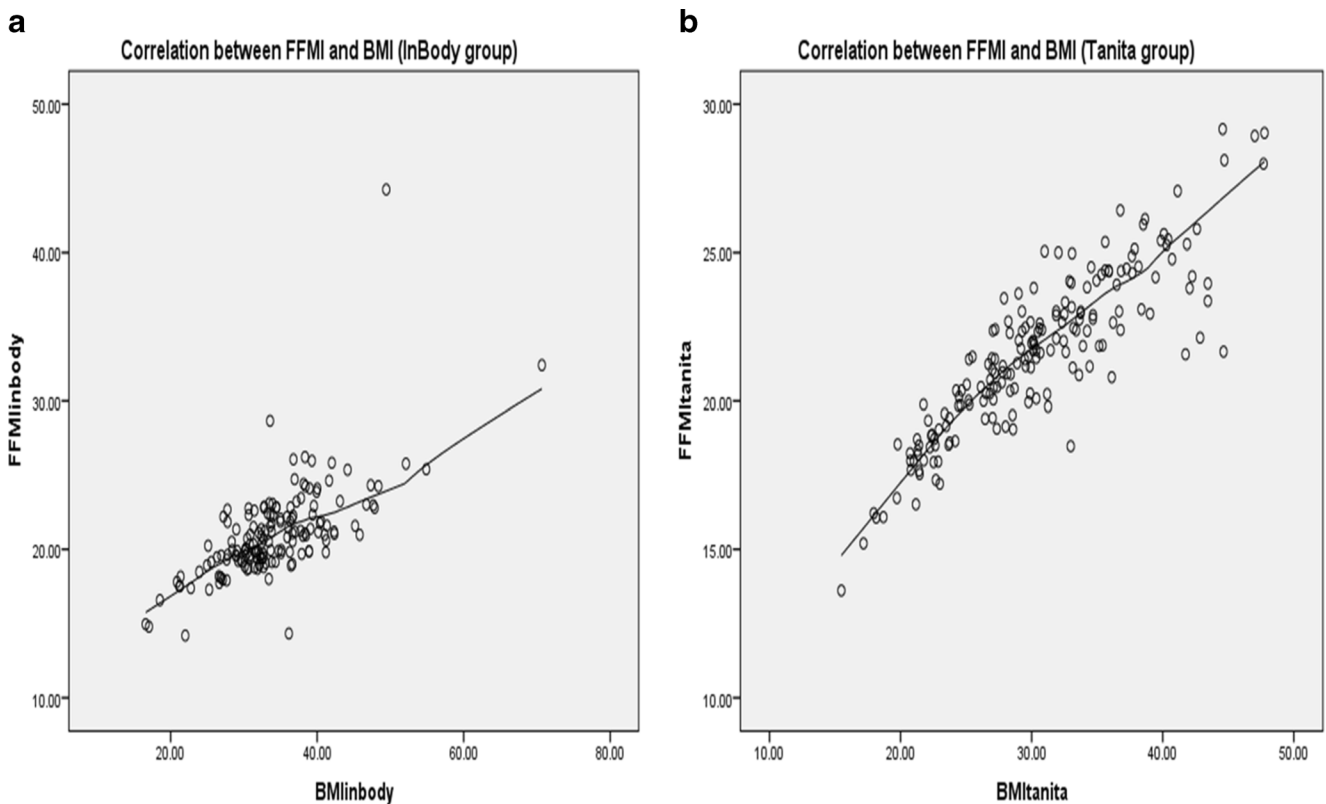 a
Correlation between FFMI and BMI (InBody group)
50.00
40.00
30.00
20.00
10.00
FFMIinbody
20.00 40.00 60.00 80.00
BMIinbody
b
Correlation between FFMI and BMI (Tanita group)
30.00
25.00
20.00
15.00
10.00
FFMItanita
10.00 20.00 30.00 40.00 50.00
BMItanita